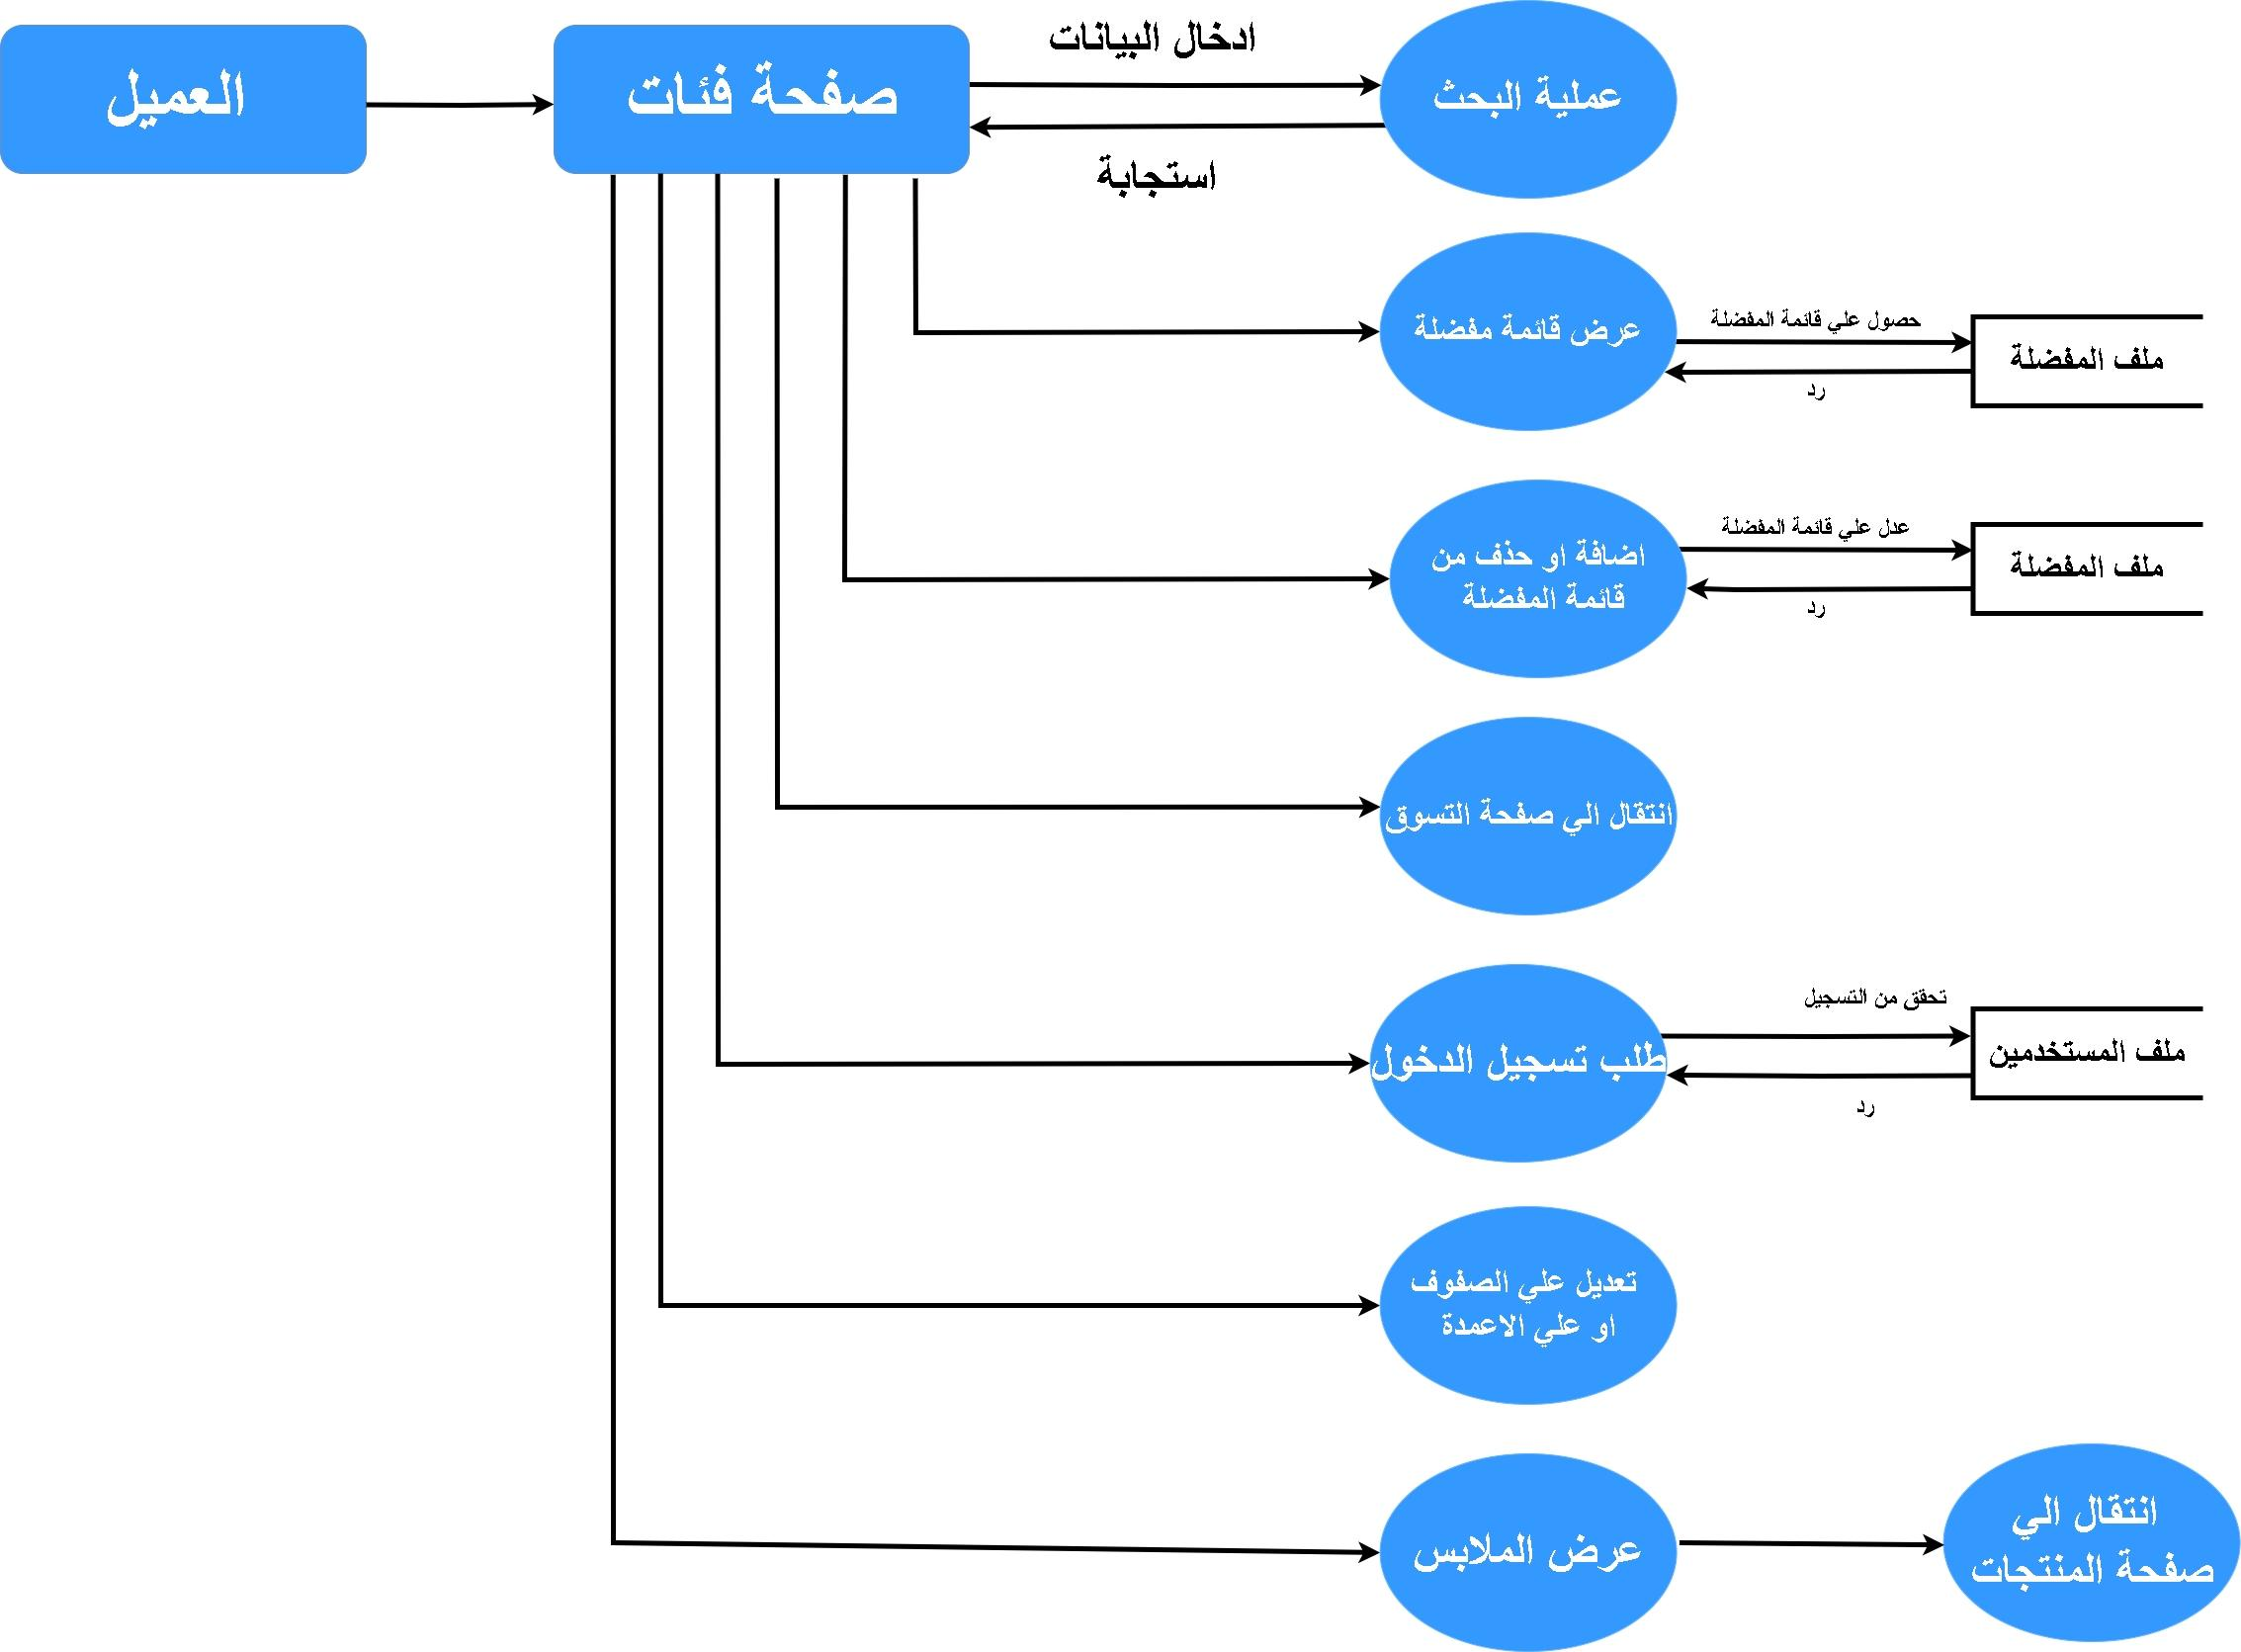 العميل
صفحة فئات
ادخال البيانات
استجابة
عملية البحث
عرض قائمة مفضلة
حصول علي قائمة المفضلة
رد
ملف المفضلة
اضافة او حذف من
قائمة المفضلة
عدل علي قائمة المفضلة
رد
ملف المفضلة
انتقال الي صفحة التسوق
طلب تسجيل الدخول
تحقق من التسجيل
رد
ملف المستخدمين
تعديل علي الصفوف
او علي الاعمدة
عرض الملابس
انتقال الي
صفحة المنتجات